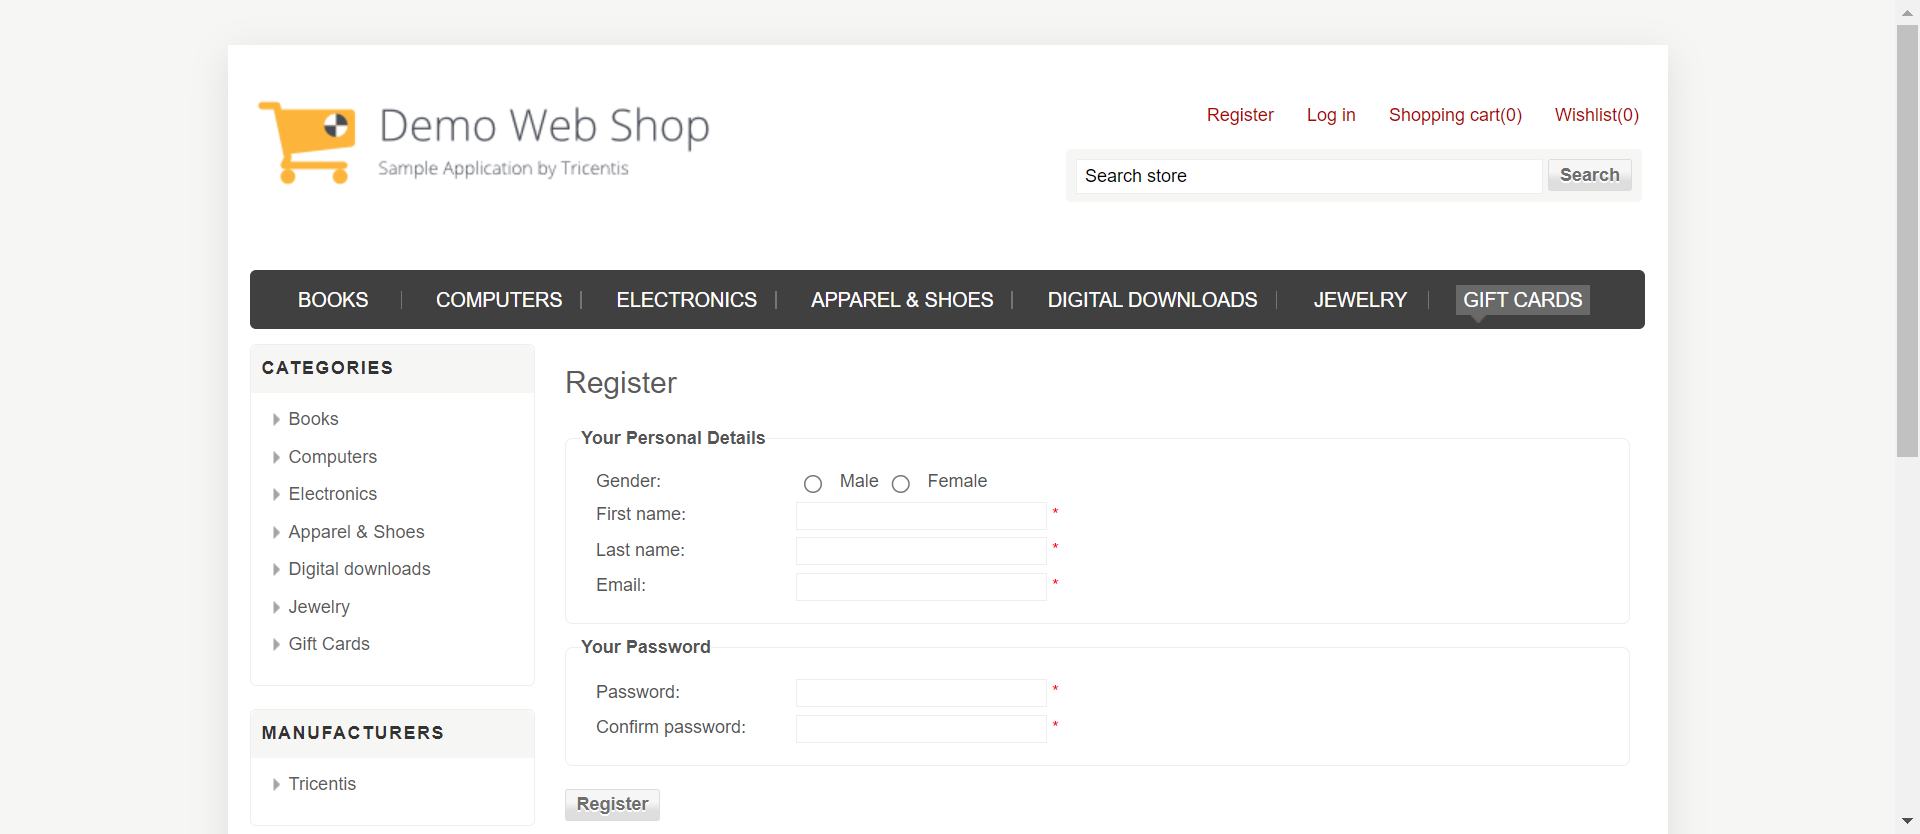 Demo Web Shop
Sample Application by Tricentis
Register Log in Shopping cart(0) Wishlist(0)
Search store Search
BOOKS COMPUTERS ELECTRONICS APPAREL & SHOES DIGITAL DOWNLOADS JEWELRY GIFT CARDS
CATEGORIES
Books
Computers
Electronics
Apparel & Shoes
Digital downloads
Jewelry
Gift Cards
MANUFACTURERS
Tricentis
Register
Your Personal Details
Gender: Male Female
First name: *
Last name: *
Email: *
Your Password
Password: *
Confirm password: *
Register